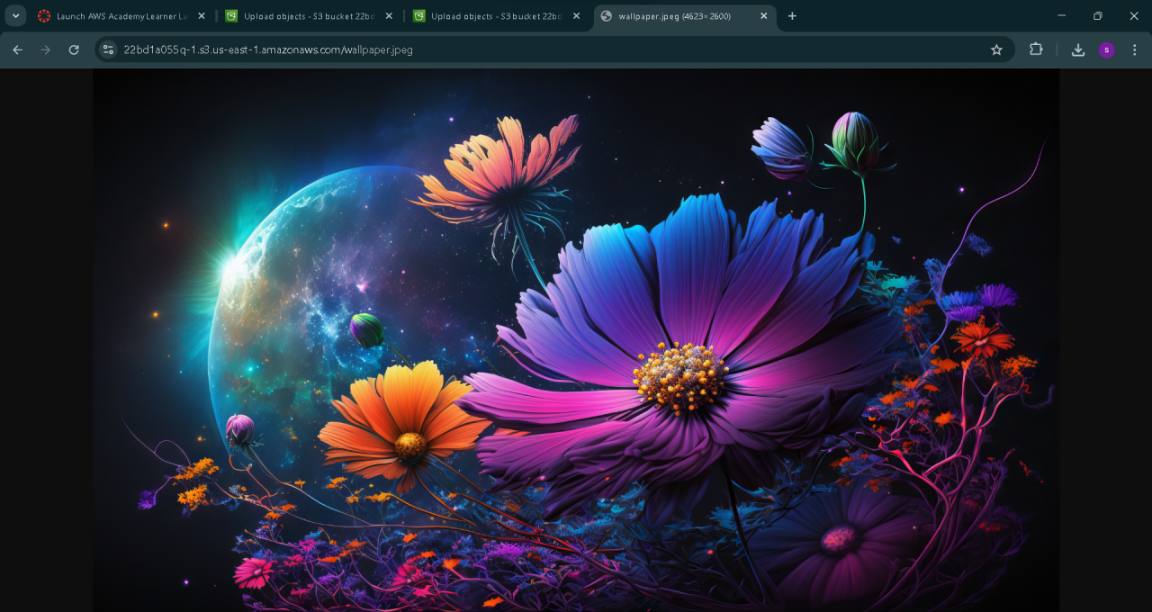 Launch AWS Academy Learner La
Upload objects - S3 bucket 22bd
Upload objects - S3 bucket 22bd
wallpaper.jpeg (4623×2600)
22bd1a055q-1.s3.us-east-1.amazonaws.com/wallpaper.jpeg
S